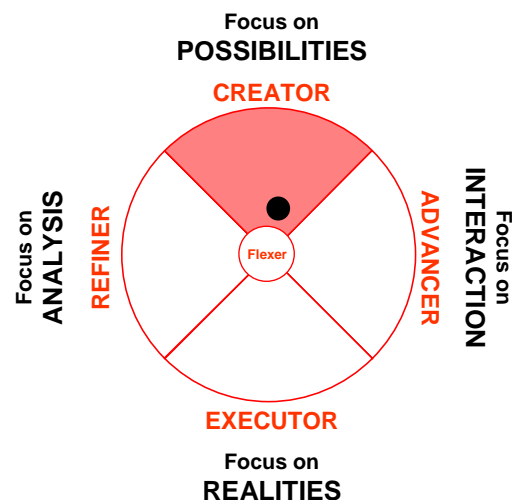 Focus on
POSSIBILITIES
CREATOR
Focus on
ANALYSIS
REFINER
Flexer
ADVANCER
Focus on
INTERACTION
EXECUTOR
Focus on
REALITIES